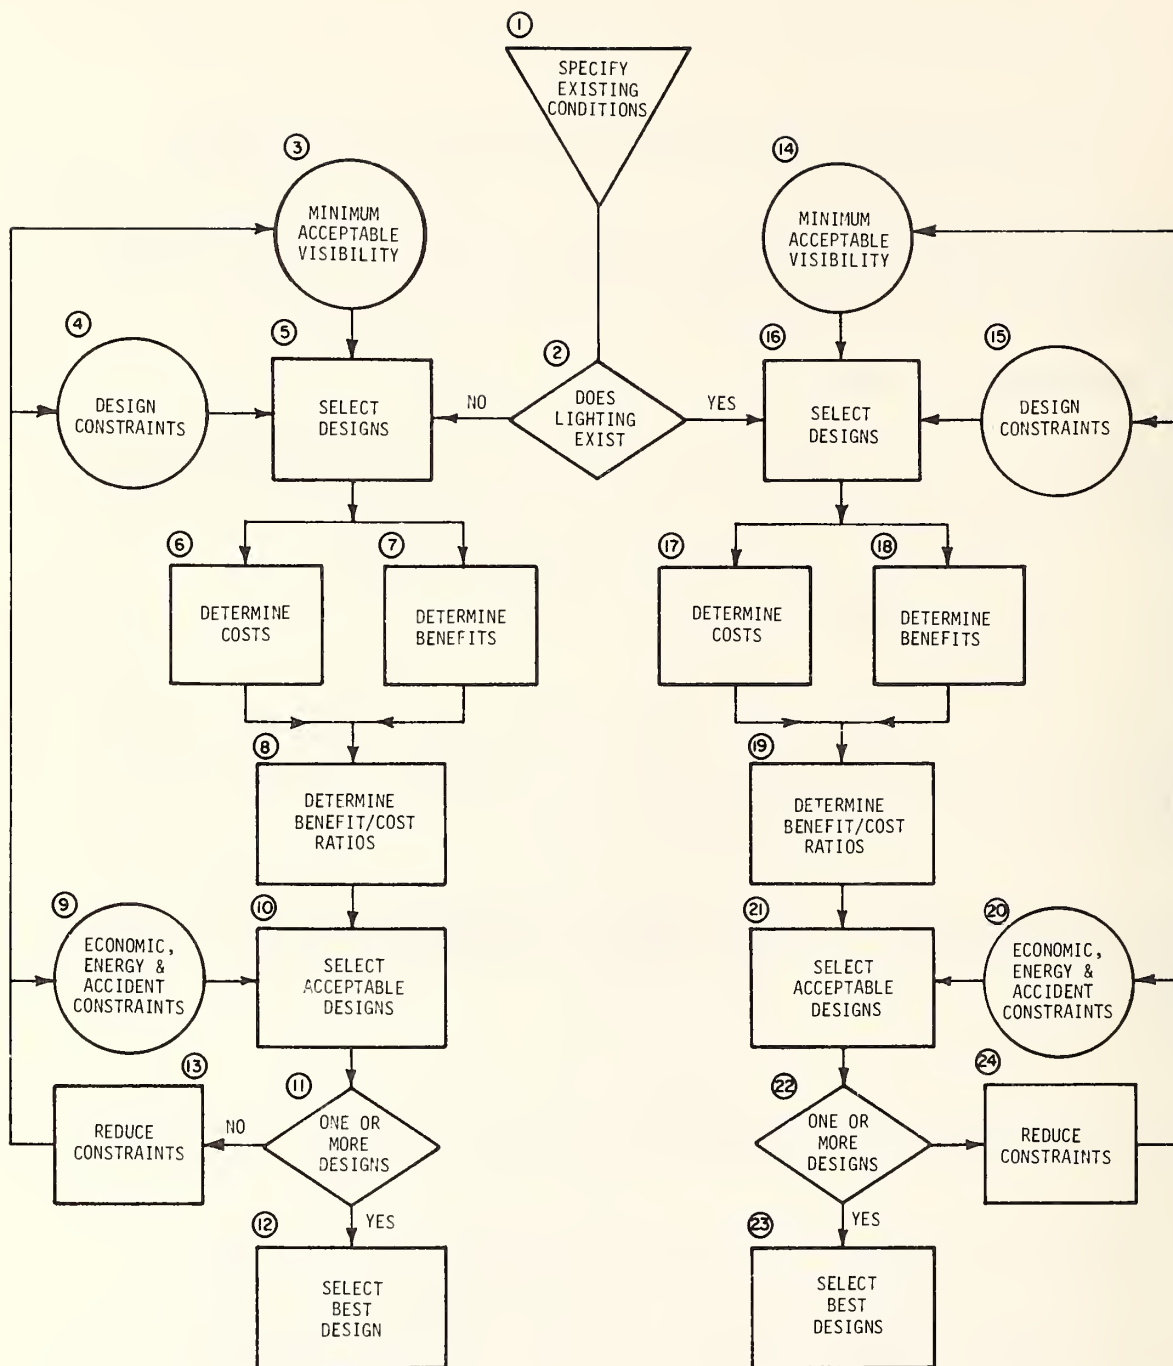 1
SPECIFY
EXISTING
CONDITIONS
3
MINIMUM
ACCEPTABLE
VISIBILITY
14
MINIMUM
ACCEPTABLE
VISIBILITY
4
DESIGN
CONSTRAINTS
5
SELECT
DESIGNS
NO
2
DOES
LIGHTING
EXIST
YES
16
SELECT
DESIGNS
15
DESIGN
CONSTRAINTS
6
DETERMINE
COSTS
7
DETERMINE
BENEFITS
17
DETERMINE
COSTS
18
DETERMINE
BENEFITS
8
DETERMINE
BENEFIT/COST
RATIOS
19
DETERMINE
BENEFIT/COST
RATIOS
9
ECONOMIC,
ENERGY &
ACCIDENT
CONSTRAINTS
10
SELECT
ACCEPTABLE
DESIGNS
21
SELECT
ACCEPTABLE
DESIGNS
20
ECONOMIC,
ENERGY &
ACCIDENT
CONSTRAINTS
13
REDUCE
CONSTRAINTS
NO
11
ONE OR
MORE
DESIGNS
YES
22
ONE OR
MORE
DESIGNS
YES
24
REDUCE
CONSTRAINTS
12
SELECT
BEST
DESIGN
23
SELECT
BEST
DESIGNS